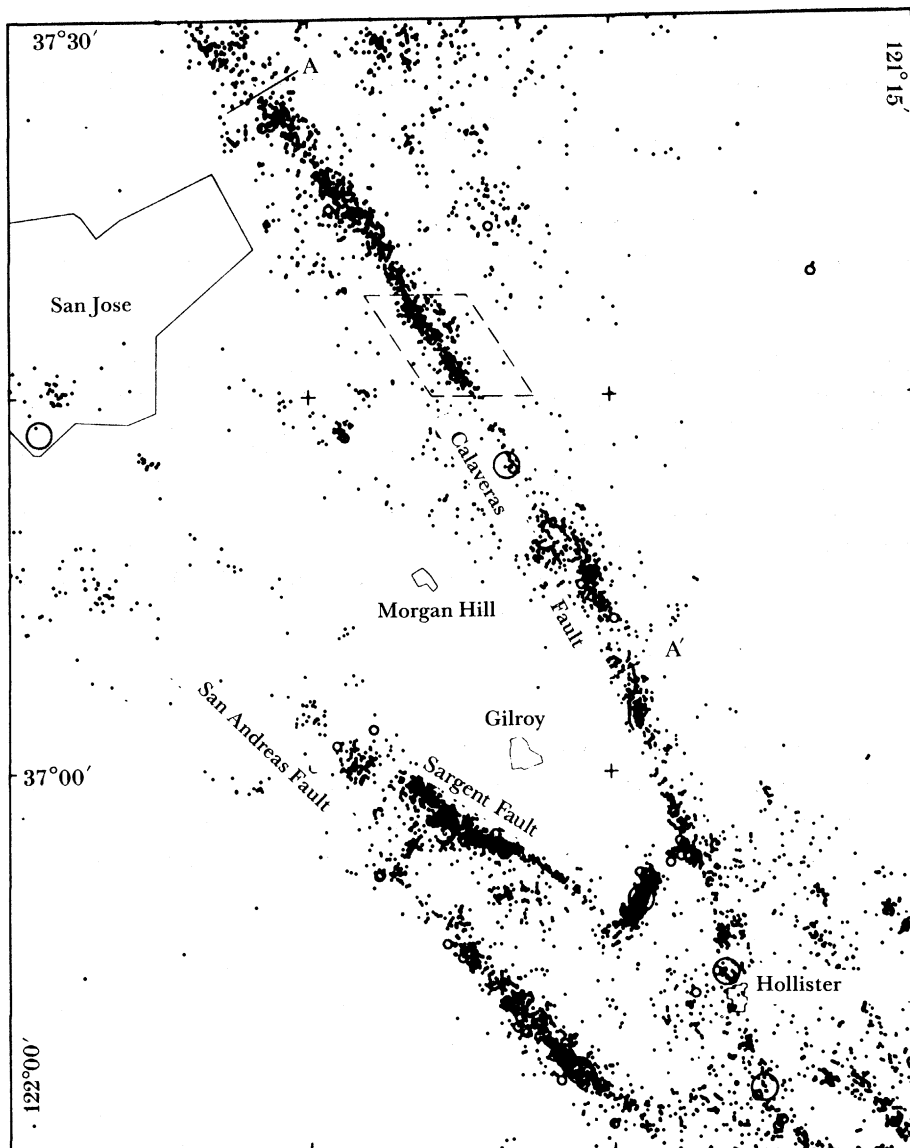 37°30′
121°15′
A
San Jose
Calaveras
Fault
Morgan Hill
A′
San Andreas Fault
Gilroy
37°00′
Sargent Fault
Hollister
122°00′